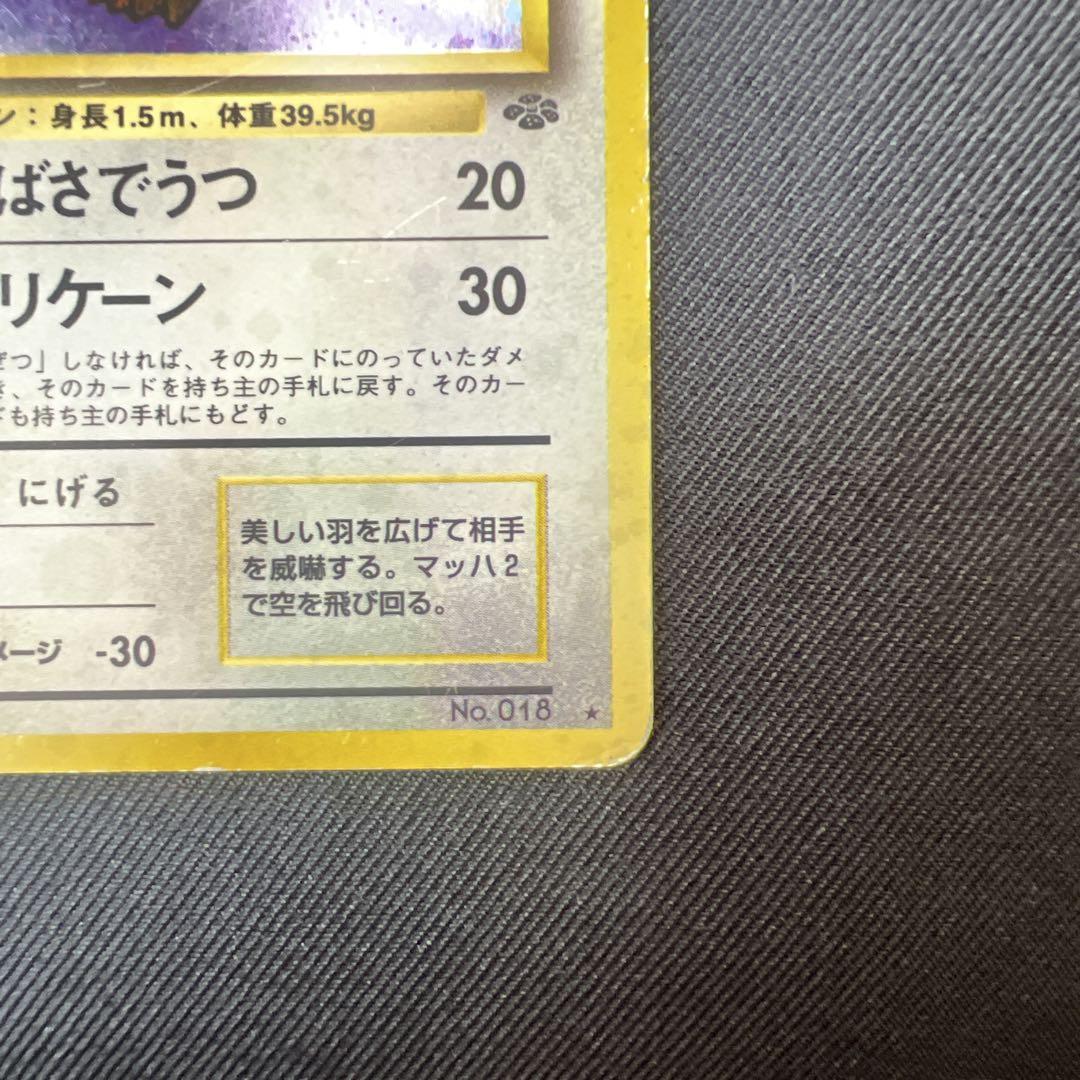 ン：身長1.5m、体重39.5kg
ばさでうつ 20
リケーン 30
ぜつ」しなければ、そのカードにのっていたダメ
き、そのカードを持ち主の手札に戻す。そのカー
ドも持ち主の手札にもどす。
にげる
美しい羽を広げて相手
を威嚇する。マッハ2
で空を飛び回る。
メージ -30
No.018 ★